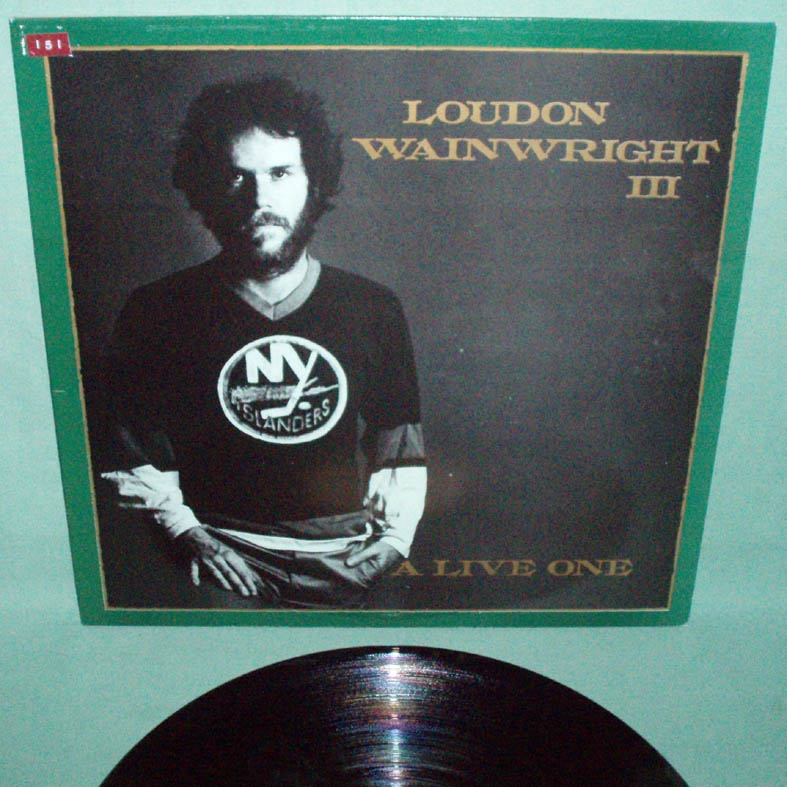 151
LOUDON
WAINWRIGHT
III
NY
ISLANDERS
A LIVE ONE